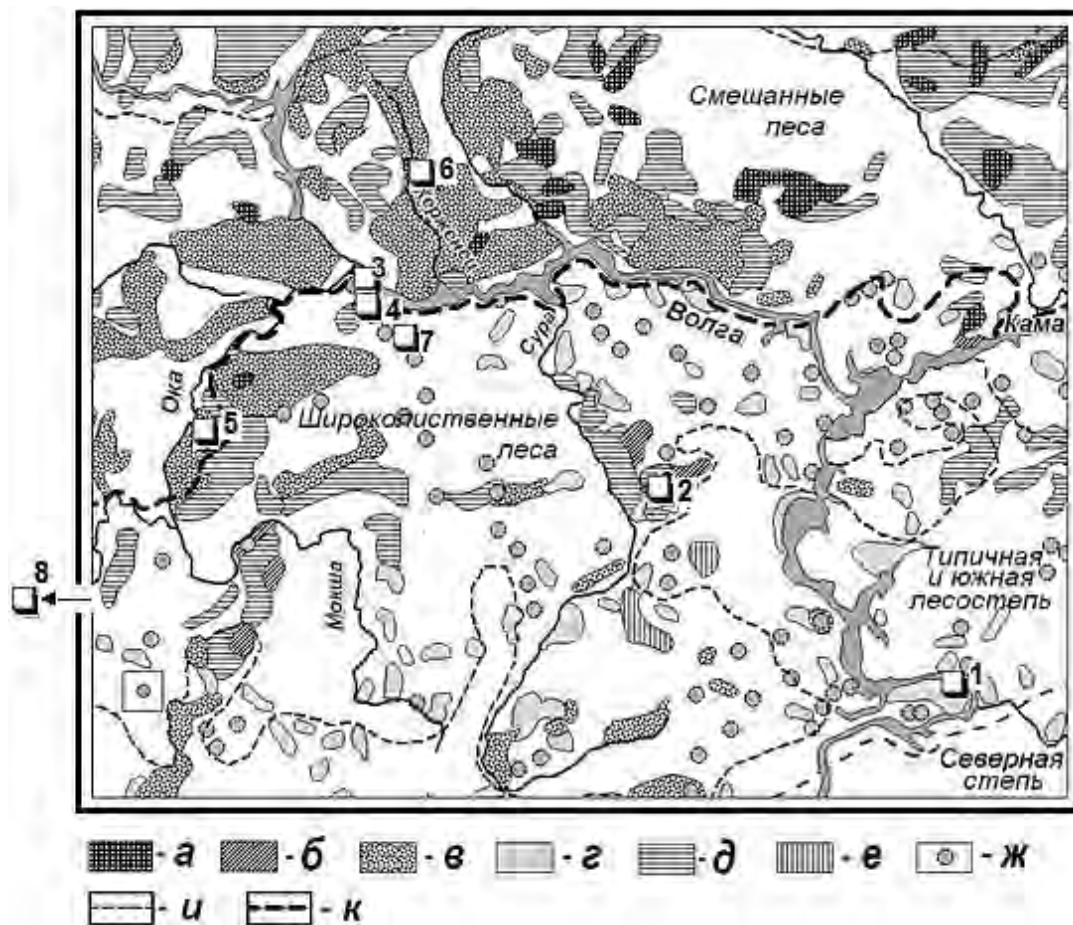 Смешанные
леса
6
Керженец
3
4
7
Сура
Волга
Кама
Ока
5
Широколиственные
леса
2
8
Типичная
и южная
лесостепь
Мокша
1
Северная
степь
- а
- б
- в
- г
- д
- е
- ж
- и
- к